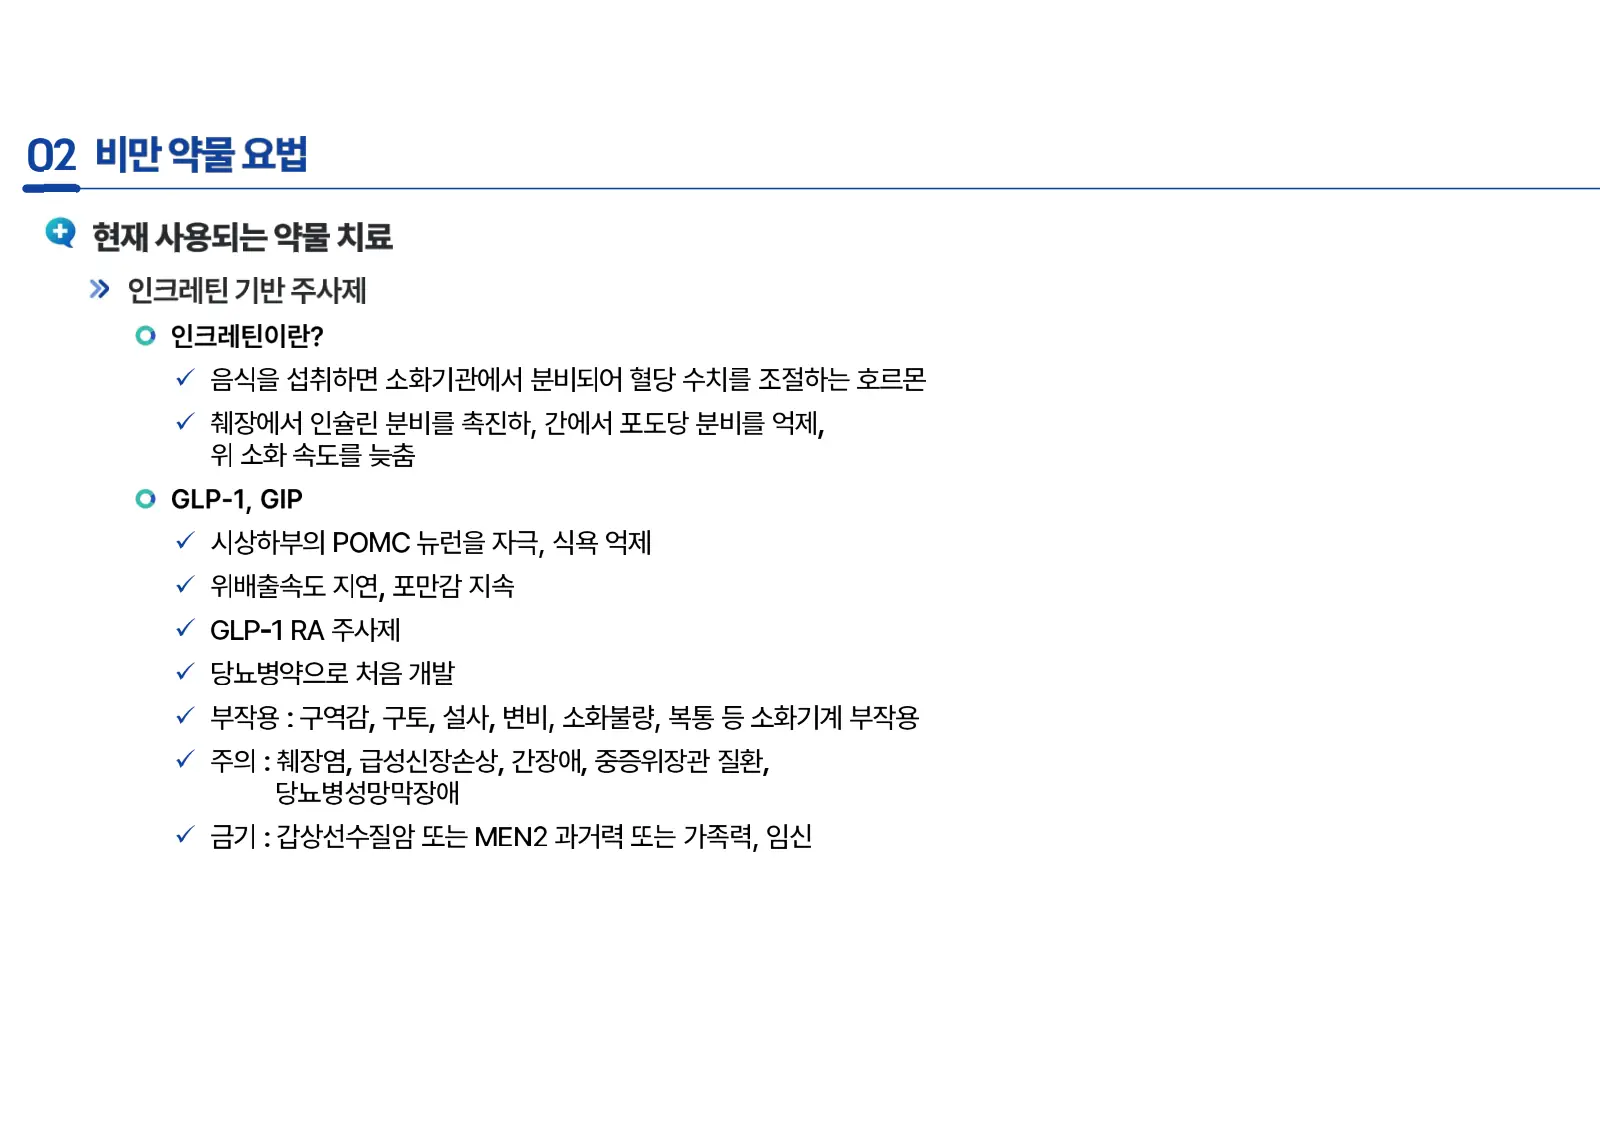 02 비만 약물 요법
현재 사용되는 약물 치료
인크레틴 기반 주사제
인크레틴이란?
음식을 섭취하면 소화기관에서 분비되어 혈당 수치를 조절하는 호르몬
췌장에서 인슐린 분비를 촉진하, 간에서 포도당 분비를 억제,
위 소화 속도를 늦춤
GLP-1, GIP
시상하부의 POMC 뉴런을 자극, 식욕 억제
위배출속도 지연, 포만감 지속
GLP-1 RA 주사제
당뇨병약으로 처음 개발
부작용 : 구역감, 구토, 설사, 변비, 소화불량, 복통 등 소화기계 부작용
주의 : 췌장염, 급성신장손상, 간장애, 중증위장관 질환,
당뇨병성망막장애
금기 : 갑상선수질암 또는 MEN2 과거력 또는 가족력, 임신